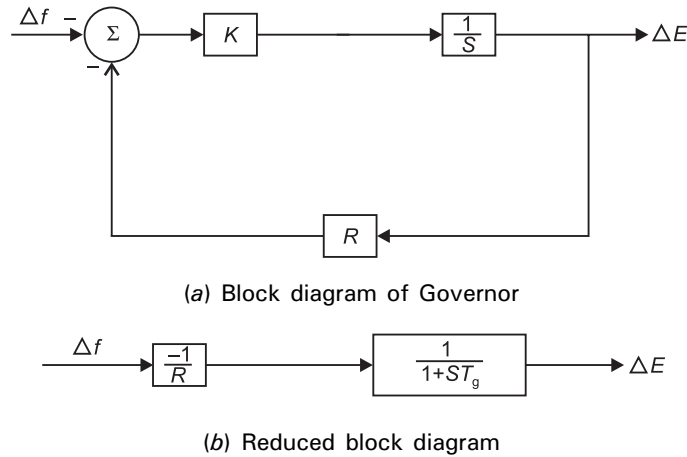 Δf − Σ K 1/S ΔE
−
R
(a) Block diagram of Governor
Δf −1/R 1/1+ST_g ΔE
(b) Reduced block diagram